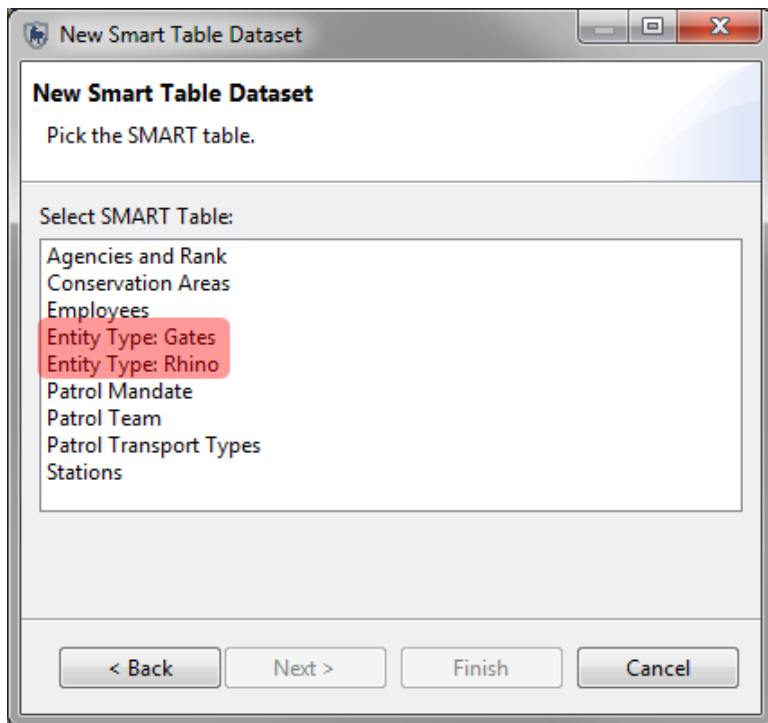 New Smart Table Dataset
New Smart Table Dataset
Pick the SMART table.
Select SMART Table:
Agencies and Rank
Conservation Areas
Employees
Entity Type: Gates
Entity Type: Rhino
Patrol Mandate
Patrol Team
Patrol Transport Types
Stations
< Back Next > Finish Cancel